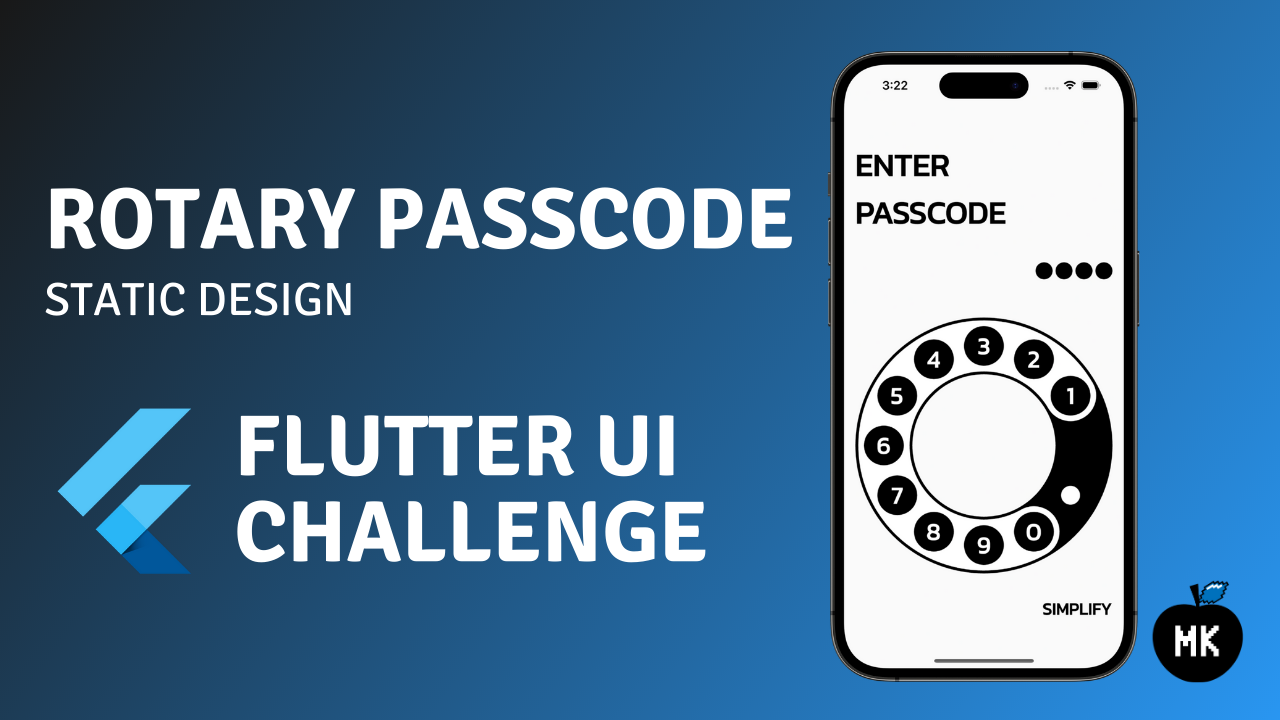 ROTARY PASSCODE
STATIC DESIGN
FLUTTER UI
CHALLENGE
3:22
ENTER
PASSCODE
3
4
2
5
1
6
7
8
0
9
SIMPLIFY
MK